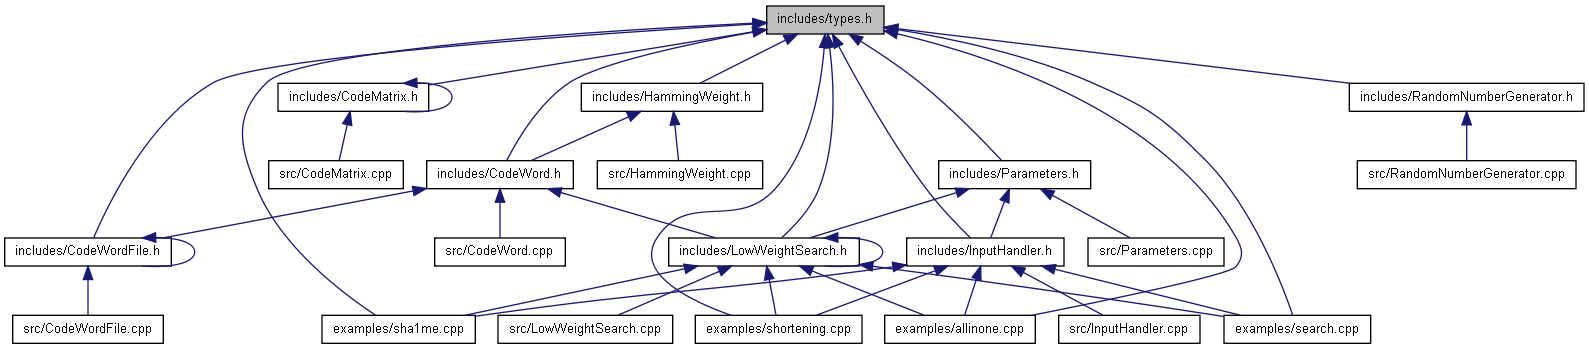 includes/types.h
includes/CodeMatrix.h
includes/HammingWeight.h
includes/RandomNumberGenerator.h
src/CodeMatrix.cpp
includes/CodeWord.h
src/HammingWeight.cpp
includes/Parameters.h
src/RandomNumberGenerator.cpp
includes/CodeWordFile.h
src/CodeWord.cpp
includes/LowWeightSearch.h
includes/InputHandler.h
src/Parameters.cpp
src/CodeWordFile.cpp
examples/sha1me.cpp
src/LowWeightSearch.cpp
examples/shortening.cpp
examples/allinone.cpp
src/InputHandler.cpp
examples/search.cpp